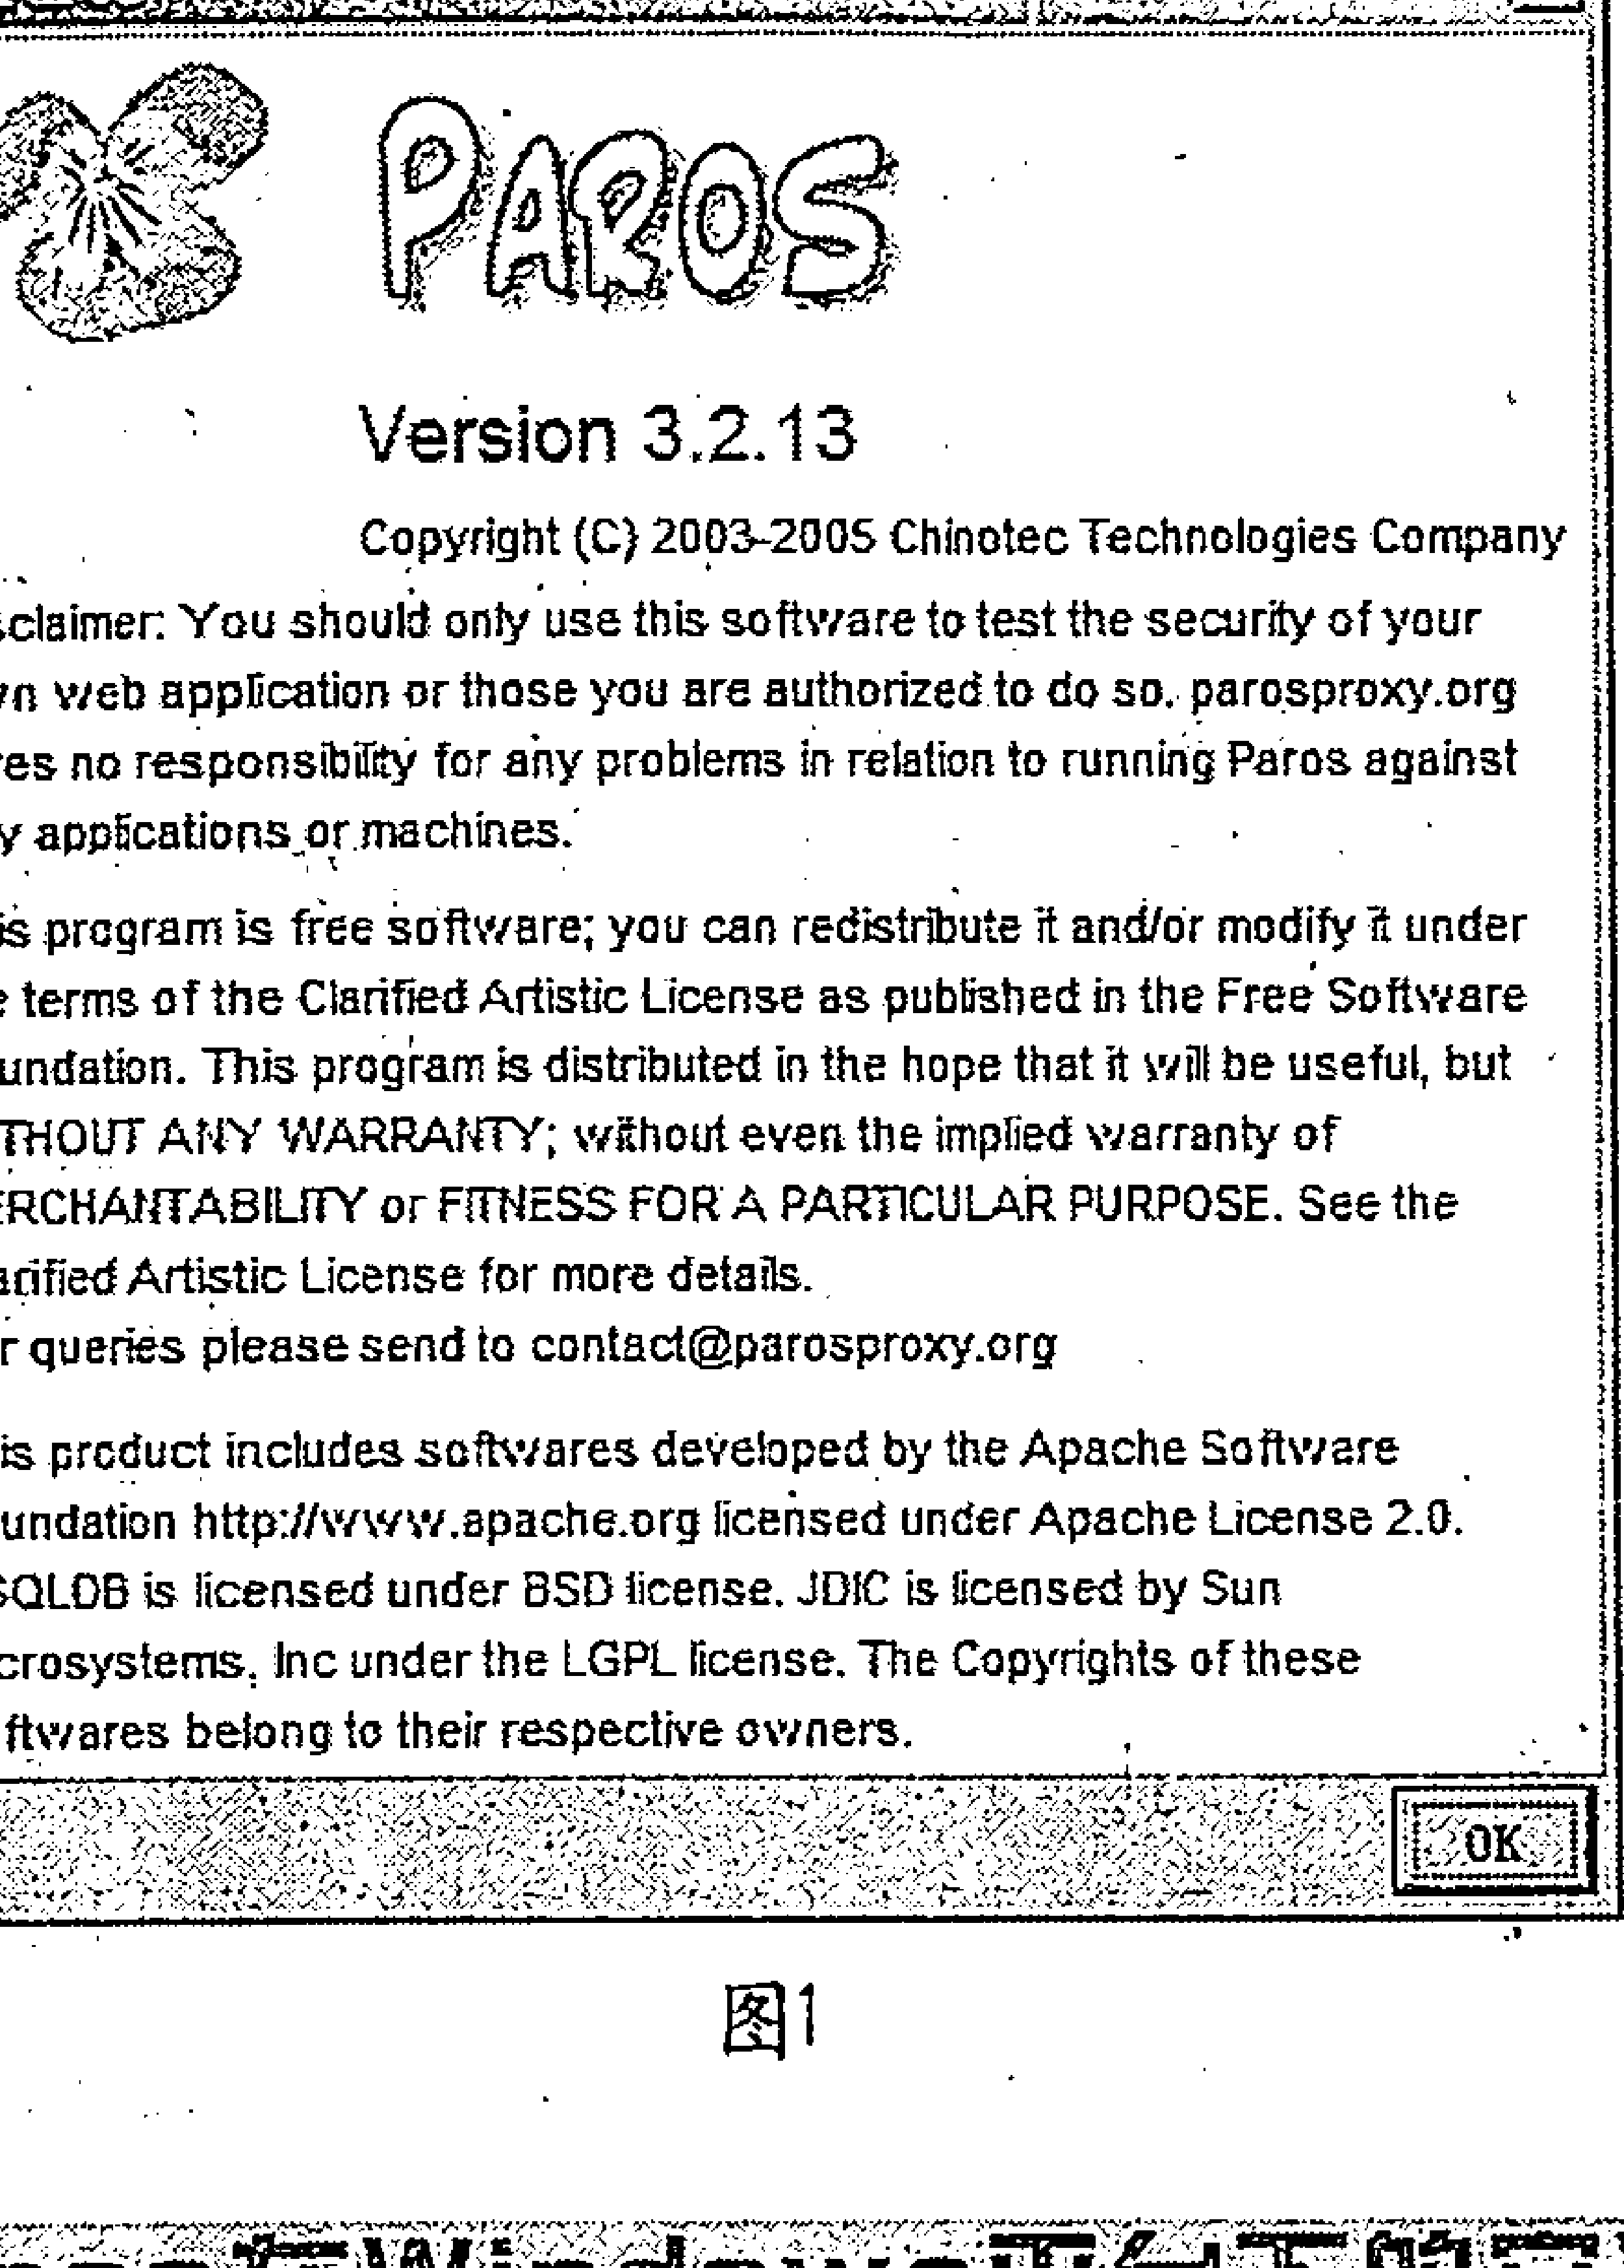 PAROS
Version 3.2.13
Copyright (C) 2003-2005 Chinotec Technologies Company
sclaimer: You should only use this software to test the security of your
wn web application or those you are authorized to do so. parosproxy.org
es no responsibility for any problems in relation to running Paros against
y applications or machines.
is program is free software; you can redistribute it and/or modify it under
e terms of the Clarified Artistic License as published in the Free Software
undation. This program is distributed in the hope that it will be useful, but
THOUT ANY WARRANTY; without even the implied warranty of
ERCHANTABILITY or FITNESS FOR A PARTICULAR PURPOSE. See the
arified Artistic License for more details.
r queries please send to contact@parosproxy.org
is product includes softwares developed by the Apache Software
undation http://www.apache.org licensed under Apache License 2.0.
SQLDB is licensed under BSD license. JDIC is licensed by Sun
crosystems, Inc under the LGPL license. The Copyrights of these
ftwares belong to their respective owners.
OK
图1